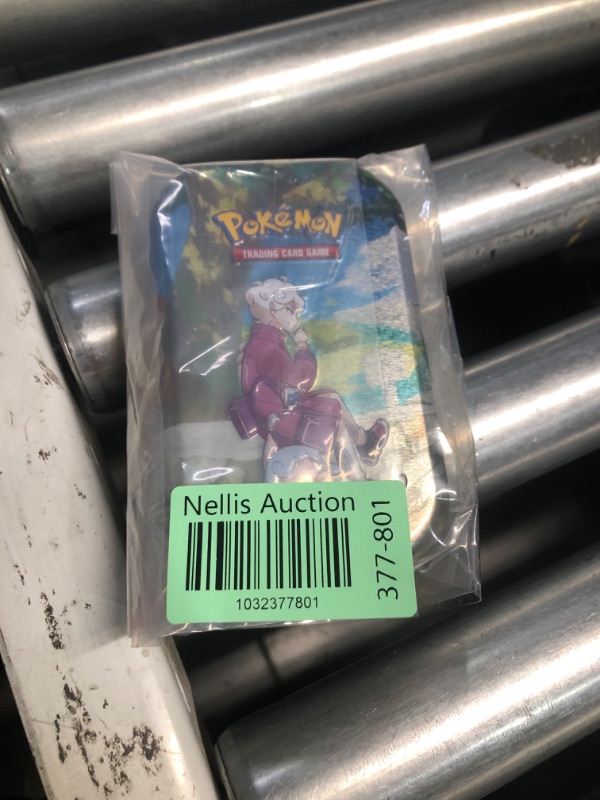 POKéMON
TRADING CARD GAME
Nellis Auction
1032377801
377-801